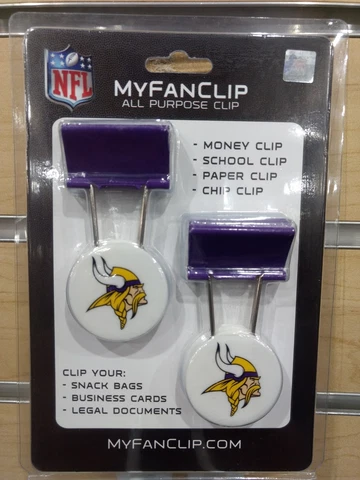 NFL
MYFANCLIP
ALL PURPOSE CLIP
- MONEY CLIP
- SCHOOL CLIP
- PAPER CLIP
- CHIP CLIP
CLIP YOUR:
- SNACK BAGS
- BUSINESS CARDS
- LEGAL DOCUMENTS
MYFANCLIP.COM